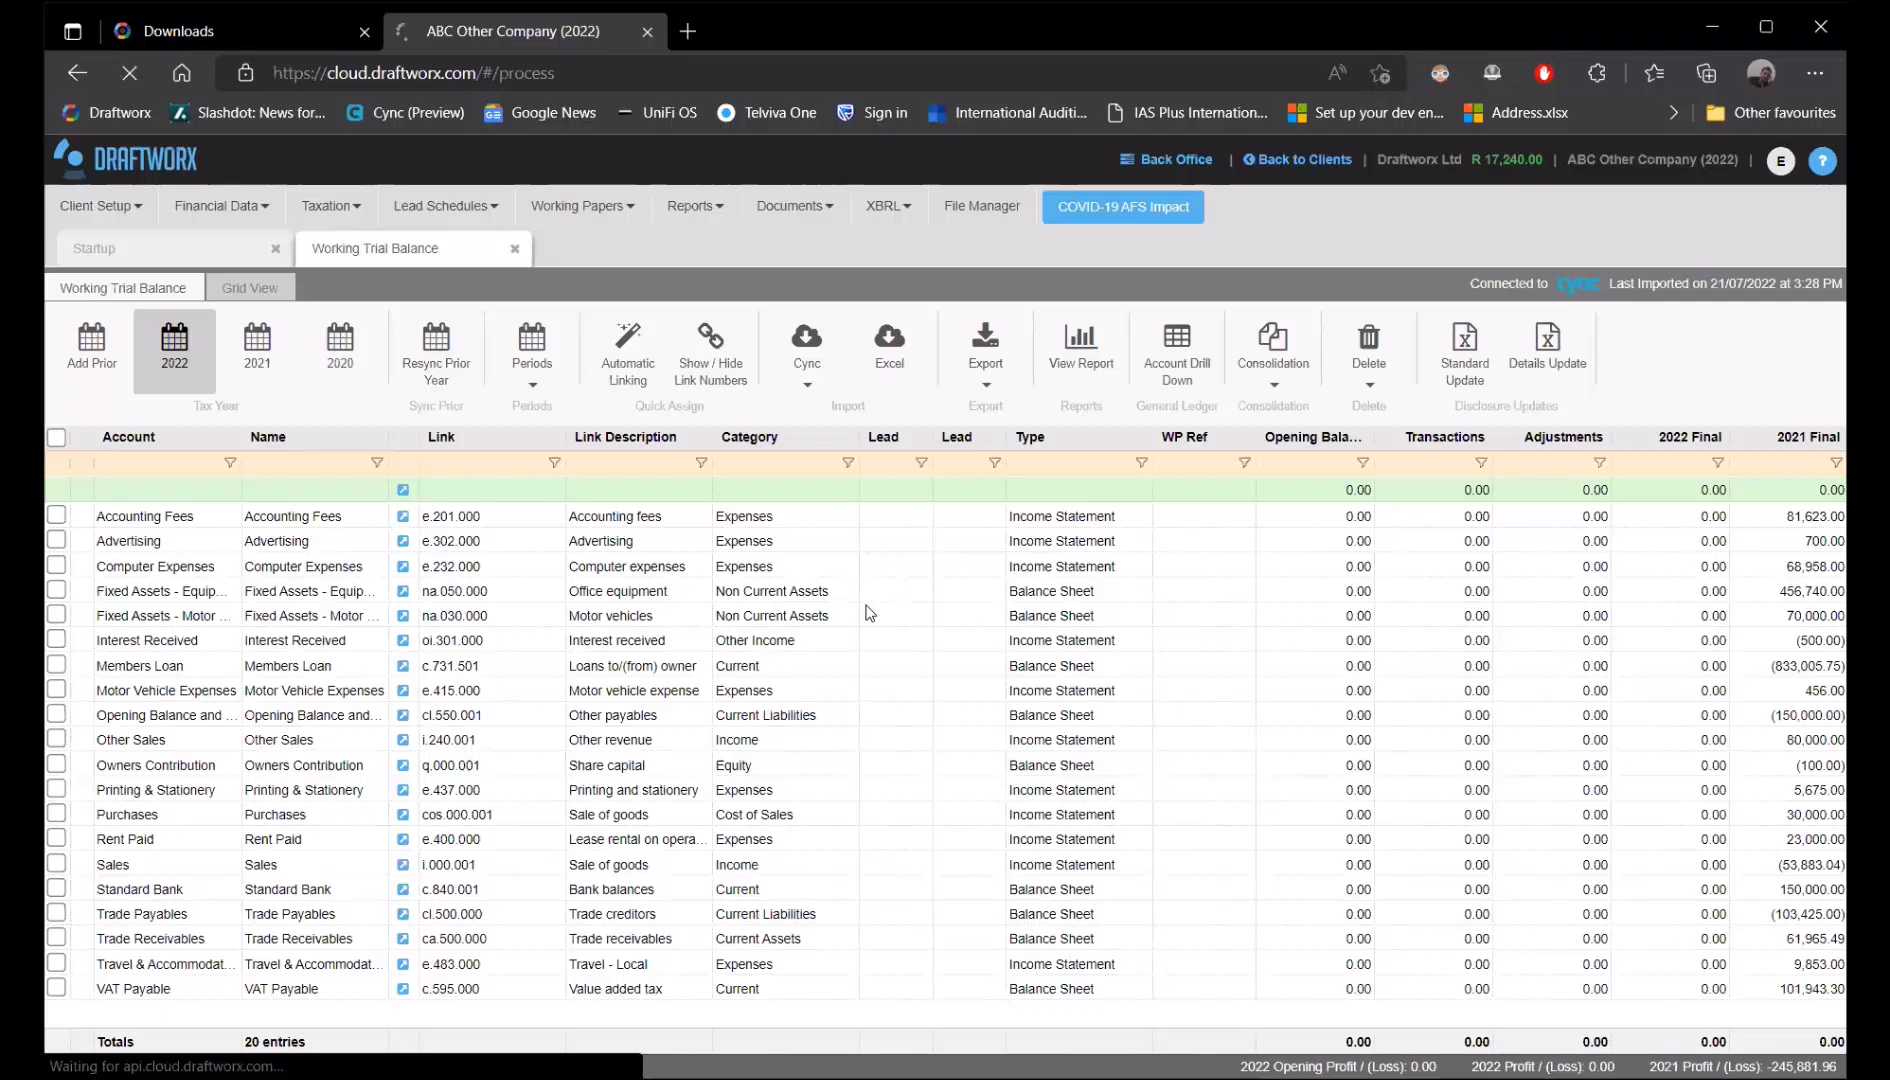 Downloads
ABC Other Company (2022)
https://cloud.draftworx.com/#/process
Draftworx Slashdot: News for... Cync (Preview) Google News UniFi OS Telviva One Sign in International Auditi... IAS Plus Internation... Set up your dev en... Address.xlsx Other favourites
DRAFTWORX Back Office | Back to Clients | Draftworx Ltd R 17,240.00 | ABC Other Company (2022) | E ?
Client Setup Financial Data Taxation Lead Schedules Working Papers Reports Documents XBRL File Manager COVID-19 AFS Impact
Startup Working Trial Balance
Working Trial Balance Grid View Connected to cync Last Imported on 21/07/2022 at 3:28 PM
Add Prior 2022 2021 2020 Resync Prior Year Periods Automatic Linking Show / Hide Link Numbers Cync Excel Export View Report Account Drill Down Consolidation Delete Standard Update Details Update
Tax Year Sync Prior Periods Quick Assign Import Export Reports General Ledger Consolidation Delete Disclosure Updates
Account Name Link Link Description Category Lead Lead Type WP Ref Opening Bala... Transactions Adjustments 2022 Final 2021 Final
0.00 0.00 0.00 0.00 0.00
Accounting Fees Accounting Fees e.201.000 Accounting fees Expenses Income Statement 0.00 0.00 0.00 0.00 81,623.00
Advertising Advertising e.302.000 Advertising Expenses Income Statement 0.00 0.00 0.00 0.00 700.00
Computer Expenses Computer Expenses e.232.000 Computer expenses Expenses Income Statement 0.00 0.00 0.00 0.00 68,958.00
Fixed Assets - Equip... Fixed Assets - Equip... na.050.000 Office equipment Non Current Assets Balance Sheet 0.00 0.00 0.00 0.00 456,740.00
Fixed Assets - Motor ... Fixed Assets - Motor ... na.030.000 Motor vehicles Non Current Assets Balance Sheet 0.00 0.00 0.00 0.00 70,000.00
Interest Received Interest Received oi.301.000 Interest received Other Income Income Statement 0.00 0.00 0.00 0.00 (500.00)
Members Loan Members Loan c.731.501 Loans to/(from) owner Current Balance Sheet 0.00 0.00 0.00 0.00 (833,005.75)
Motor Vehicle Expenses Motor Vehicle Expenses e.415.000 Motor vehicle expense Expenses Income Statement 0.00 0.00 0.00 0.00 456.00
Opening Balance and ... Opening Balance and... cl.550.001 Other payables Current Liabilities Balance Sheet 0.00 0.00 0.00 0.00 (150,000.00)
Other Sales Other Sales i.240.001 Other revenue Income Income Statement 0.00 0.00 0.00 0.00 80,000.00
Owners Contribution Owners Contribution q.000.001 Share capital Equity Balance Sheet 0.00 0.00 0.00 0.00 (100.00)
Printing & Stationery Printing & Stationery e.437.000 Printing and stationery Expenses Income Statement 0.00 0.00 0.00 0.00 5,675.00
Purchases Purchases cos.000.001 Sale of goods Cost of Sales Income Statement 0.00 0.00 0.00 0.00 30,000.00
Rent Paid Rent Paid e.400.000 Lease rental on opera... Expenses Income Statement 0.00 0.00 0.00 0.00 23,000.00
Sales Sales i.000.001 Sale of goods Income Income Statement 0.00 0.00 0.00 0.00 (53,883.04)
Standard Bank Standard Bank c.840.001 Bank balances Current Balance Sheet 0.00 0.00 0.00 0.00 150,000.00
Trade Payables Trade Payables cl.500.000 Trade creditors Current Liabilities Balance Sheet 0.00 0.00 0.00 0.00 (103,425.00)
Trade Receivables Trade Receivables ca.500.000 Trade receivables Current Assets Balance Sheet 0.00 0.00 0.00 0.00 61,965.49
Travel & Accommodat... Travel & Accommodat... e.483.000 Travel - Local Expenses Income Statement 0.00 0.00 0.00 0.00 9,853.00
VAT Payable VAT Payable c.595.000 Value added tax Current Balance Sheet 0.00 0.00 0.00 0.00 101,943.30
Totals 20 entries 0.00 0.00 0.00 0.00 0.00
Waiting for api.cloud.draftworx.com... 2022 Opening Profit / (Loss): 0.00 2022 Profit / (Loss): 0.00 2021 Profit / (Loss): -245,881.96